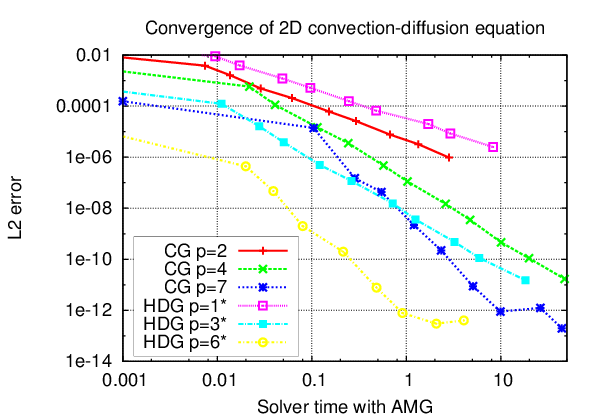 Convergence of 2D convection-diffusion equation
L2 error
0.01
0.0001
1e-06
1e-08
1e-10
1e-12
1e-14
CG p=2
CG p=4
CG p=7
HDG p=1*
HDG p=3*
HDG p=6*
0.001 0.01 0.1 1 10
Solver time with AMG